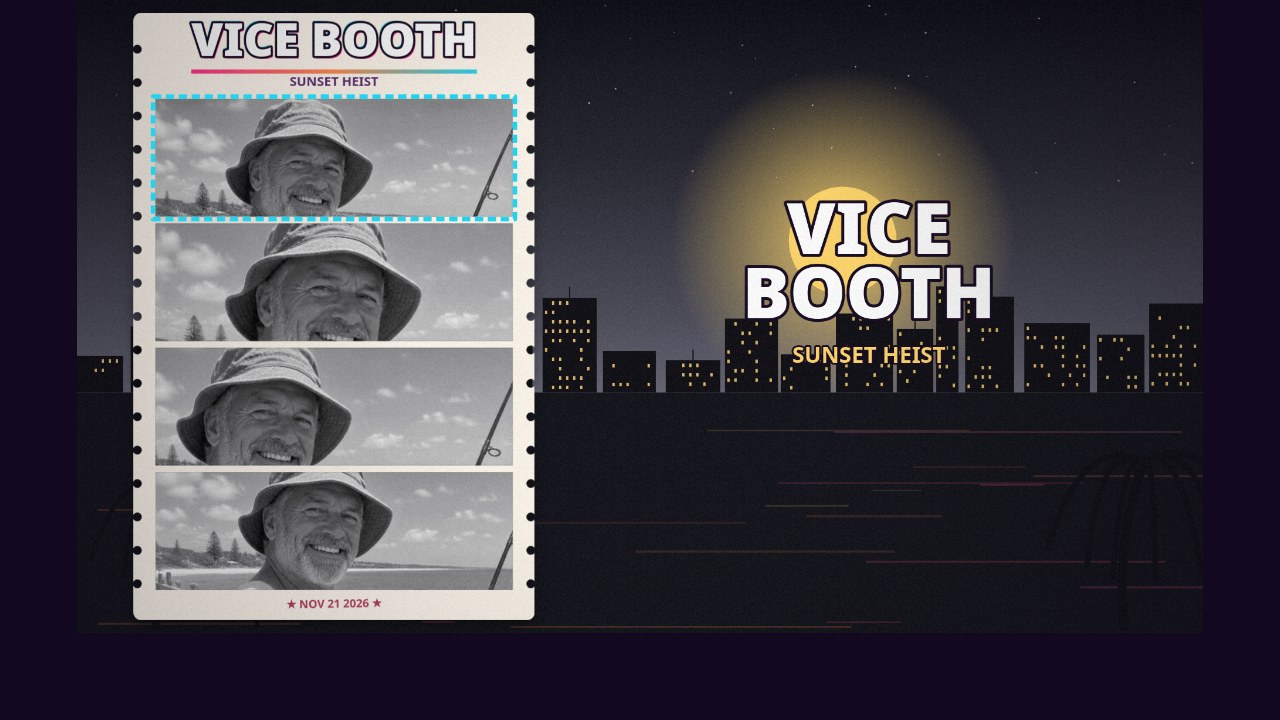 VICE BOOTH
SUNSET HEIST
★ NOV 21 2026 ★
VICE
BOOTH
SUNSET HEIST